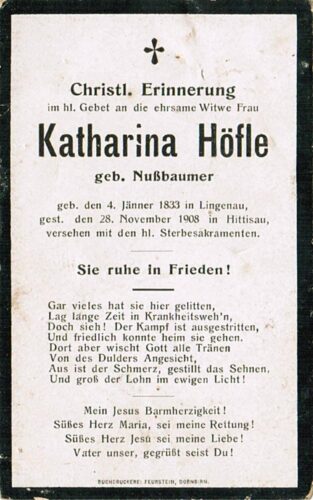 Christl. Erinnerung
im hl. Gebet an die ehrsame Witwe Frau
Katharina Höfle
geb. Nußbaumer
geb. den 4. Jänner 1833 in Lingenau,
gest. den 28. November 1908 in Hittisau,
versehen mit den hl. Sterbesakramenten.
Sie ruhe in Frieden!
Gar vieles hat sie hier gelitten,
Lag lange Zeit in Krankheitsweh'n,
Doch sieh! Der Kampf ist ausgestritten,
Und friedlich konnte heim sie gehen.
Dort aber wischt Gott alle Tränen
Von des Dulders Angesicht,
Aus ist der Schmerz, gestillt das Sehnen,
Und groß der Lohn im ewigen Licht!
Mein Jesus Barmherzigkeit!
Süßes Herz Maria, sei meine Rettung!
Süßes Herz Jesu sei meine Liebe!
Vater unser, gegrüßt seist Du!
BUCHDRUCKEREI FEURSTEIN, DORNBIRN.